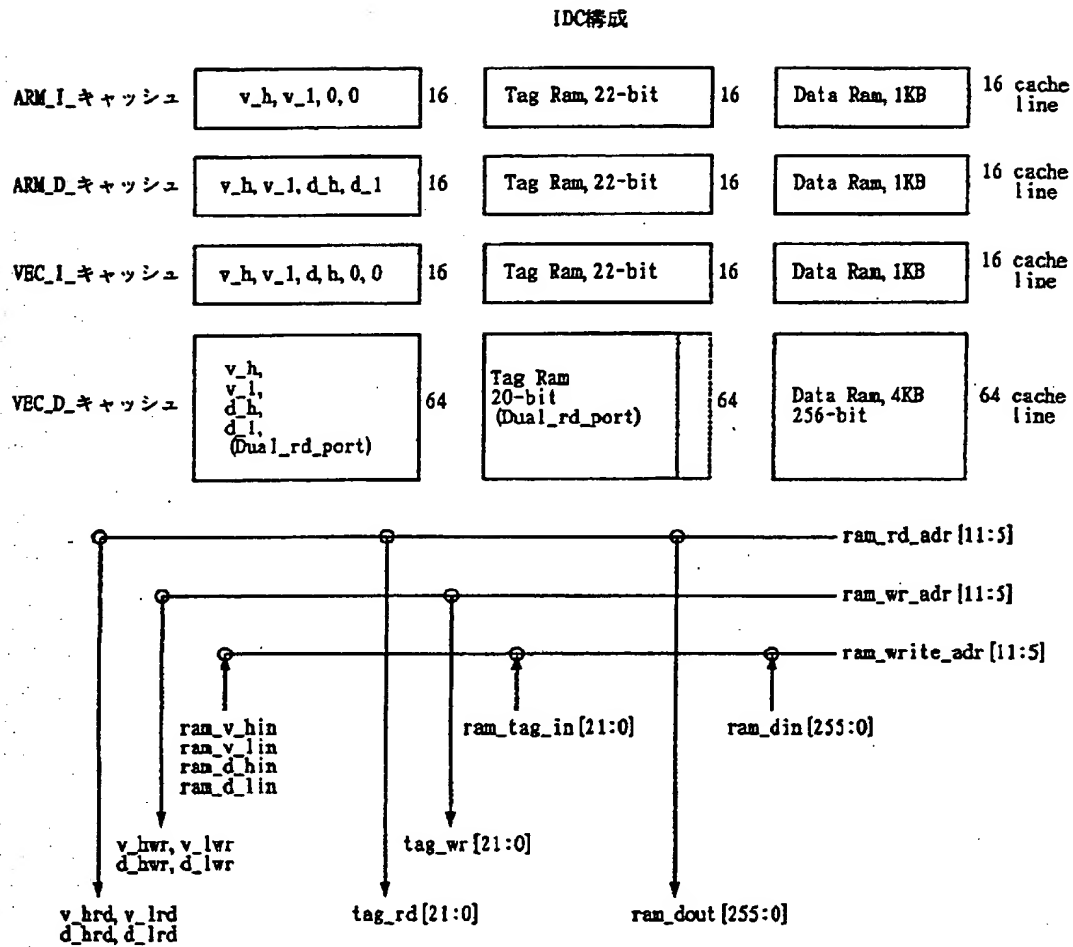 IDC構成
ARM_I_キャッシュ
v_h, v_l, 0, 0
16
Tag Ram, 22-bit
16
Data Ram, 1KB
16 cache
line
ARM_D_キャッシュ
v_h, v_l, d_h, d_l
16
Tag Ram, 22-bit
16
Data Ram, 1KB
16 cache
line
VEC_I_キャッシュ
v_h, v_l, d, h, 0, 0
16
Tag Ram, 22-bit
16
Data Ram, 1KB
16 cache
line
VEC_D_キャッシュ
v_h,
v_l,
d_h,
d_l,
(Dual_rd_port)
64
Tag Ram
20-bit
(Dual_rd_port)
64
Data Ram, 4KB
256-bit
64 cache
line
ram_rd_adr [11:5]
ram_wr_adr [11:5]
ram_write_adr [11:5]
ram_v_hin
ram_v_lin
ram_d_hin
ram_d_lin
ram_tag_in [21:0]
ram_din [255:0]
v_hwr, v_lwr
d_hwr, d_lwr
tag_wr [21:0]
v_hrd, v_lrd
d_hrd, d_lrd
tag_rd [21:0]
ram_dout [255:0]